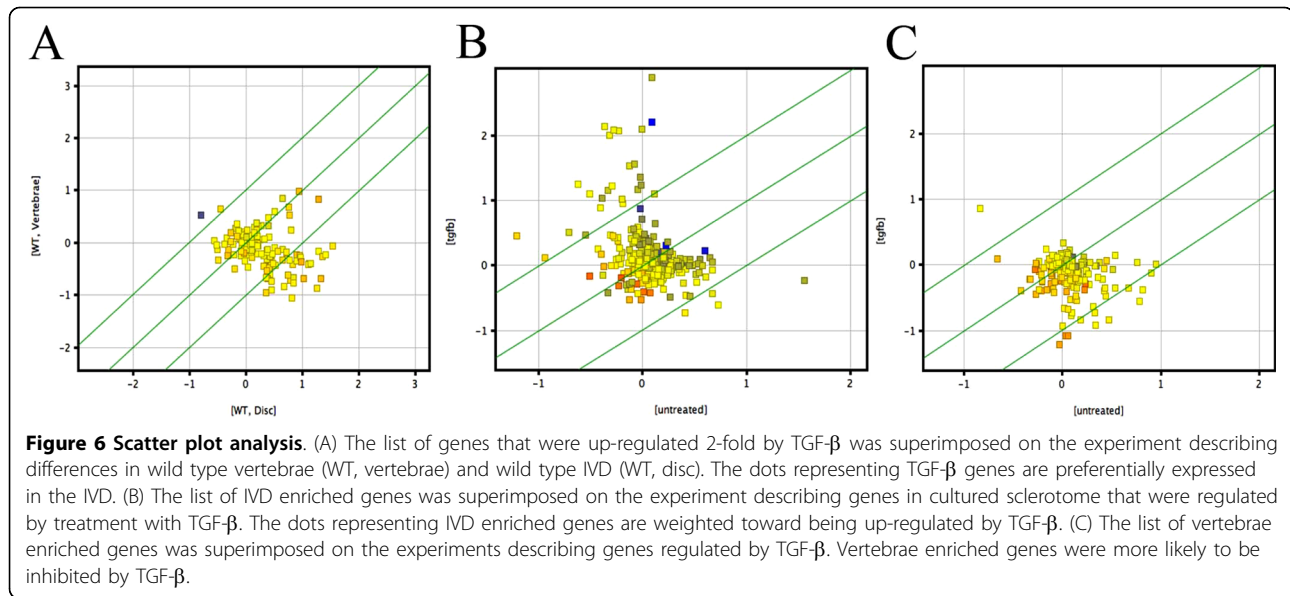 A
B
C
3
2
1
0
-1
-2
[WT, Vertebrae]
-2 -1 0 1 2 3
[WT, Disc]
2
1
0
-1
[tgfb]
-1 0 1 2
[untreated]
2
1
0
-1
[tgfb]
-1 0 1 2
[untreated]
Figure 6 Scatter plot analysis. (A) The list of genes that were up-regulated 2-fold by TGF-β was superimposed on the experiment describing
differences in wild type vertebrae (WT, vertebrae) and wild type IVD (WT, disc). The dots representing TGF-β genes are preferentially expressed
in the IVD. (B) The list of IVD enriched genes was superimposed on the experiment describing genes in cultured sclerotome that were regulated
by treatment with TGF-β. The dots representing IVD enriched genes are weighted toward being up-regulated by TGF-β. (C) The list of vertebrae
enriched genes was superimposed on the experiments describing genes regulated by TGF-β. Vertebrae enriched genes were more likely to be
inhibited by TGF-β.